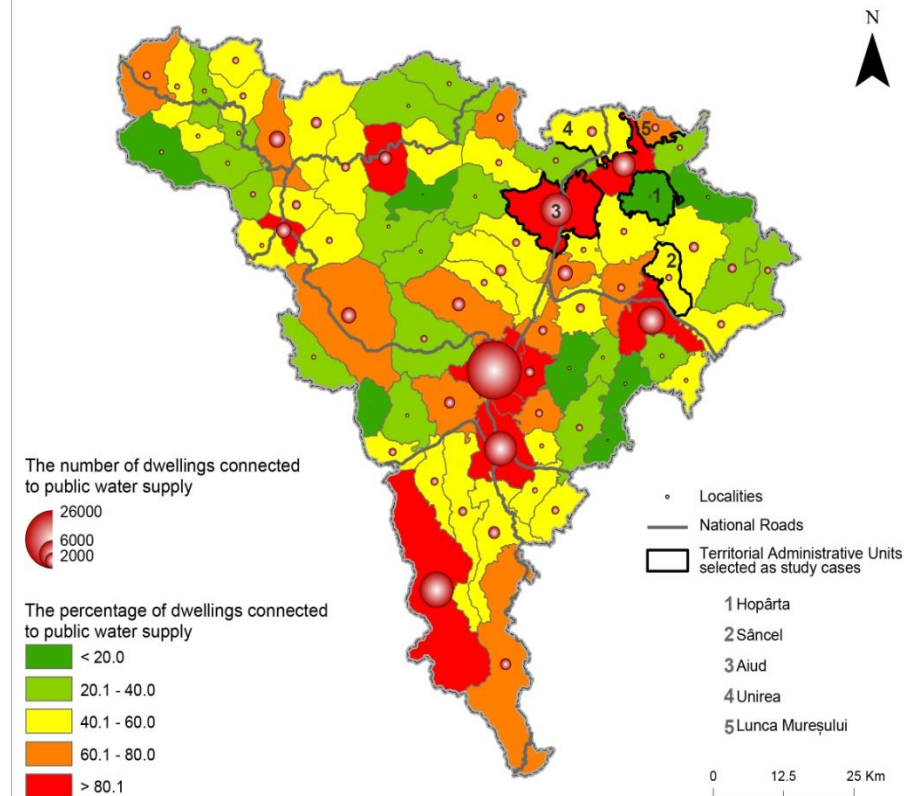 N
4
5
1
3
2
The number of dwellings connected
to public water supply
26000
6000
2000
The percentage of dwellings connected
to public water supply
< 20.0
20.1 - 40.0
40.1 - 60.0
60.1 - 80.0
> 80.1
Localities
National Roads
Territorial Administrative Units
selected as study cases
1 Hopârta
2 Sâncel
3 Aiud
4 Unirea
5 Lunca Mureșului
0 12.5 25 Km